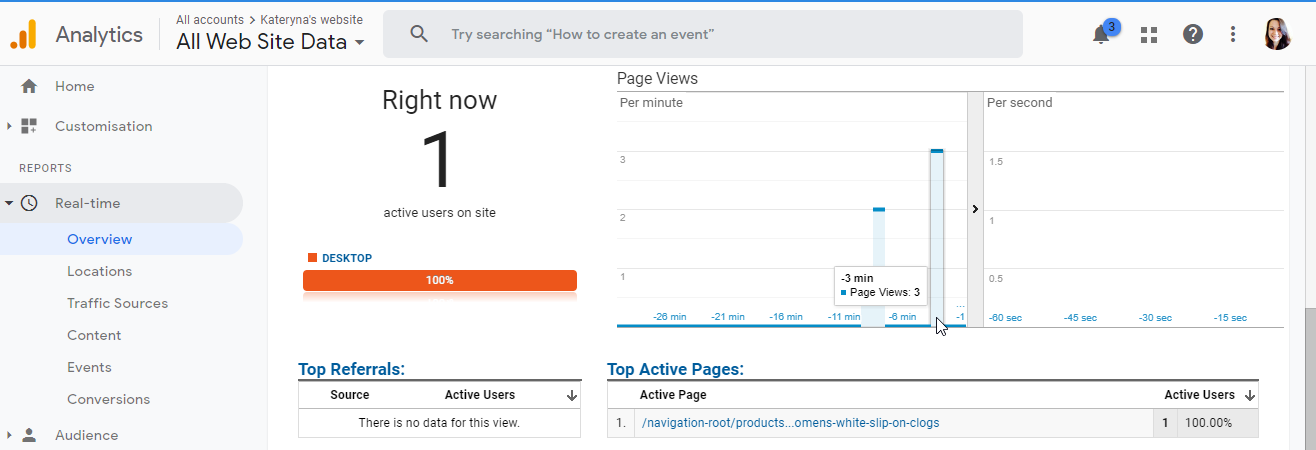 Analytics
All accounts > Kateryna's website
All Web Site Data
Try searching “How to create an event”
3
Home
Customisation
REPORTS
Real-time
Overview
Locations
Traffic Sources
Content
Events
Conversions
Audience
Right now
1
active users on site
DESKTOP
100%
Page Views
Per minute
3
2
1
-26 min -21 min -16 min -11 min -6 min -1
...
-3 min
Page Views: 3
Per second
1.5
1
0.5
-60 sec -45 sec -30 sec -15 sec
Top Referrals:
Source Active Users
There is no data for this view.
Top Active Pages:
Active Page Active Users
1. /navigation-root/products...omens-white-slip-on-clogs 1 100.00%